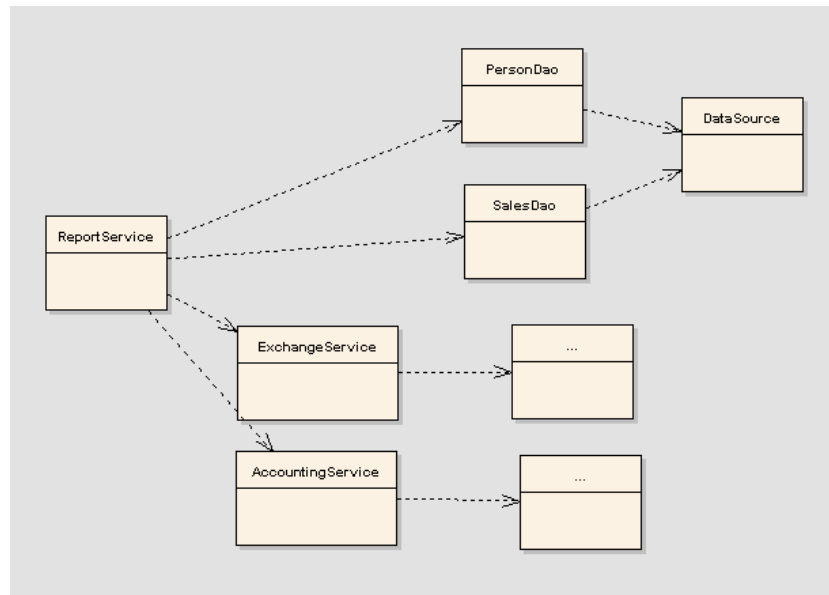 PersonDao
DataSource
SalesDao
ReportService
ExchangeService
...
AccountingService
...